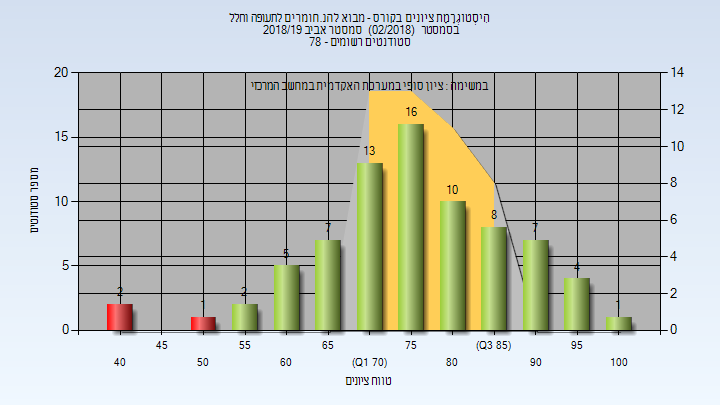 היסטוגרמת ציונים בקורס - מבוא להנ.חומרים לתעופה וחלל
בסמסטר (02/2018) סמסטר אביב 2018/19
סטודנטים רשומים - 78
במשימה : ציון סופי במערכת האקדמית במחשב המרכזי
20 14
12
15
10
10 8
6
5 4
2
0 0
מספר סטודנטים
2 1 2 5 7 13 16 10 8 7 4 1
45 55 65 75 (Q3 85) 95
40 50 60 (Q1 70) 80 90 100
טווח ציונים